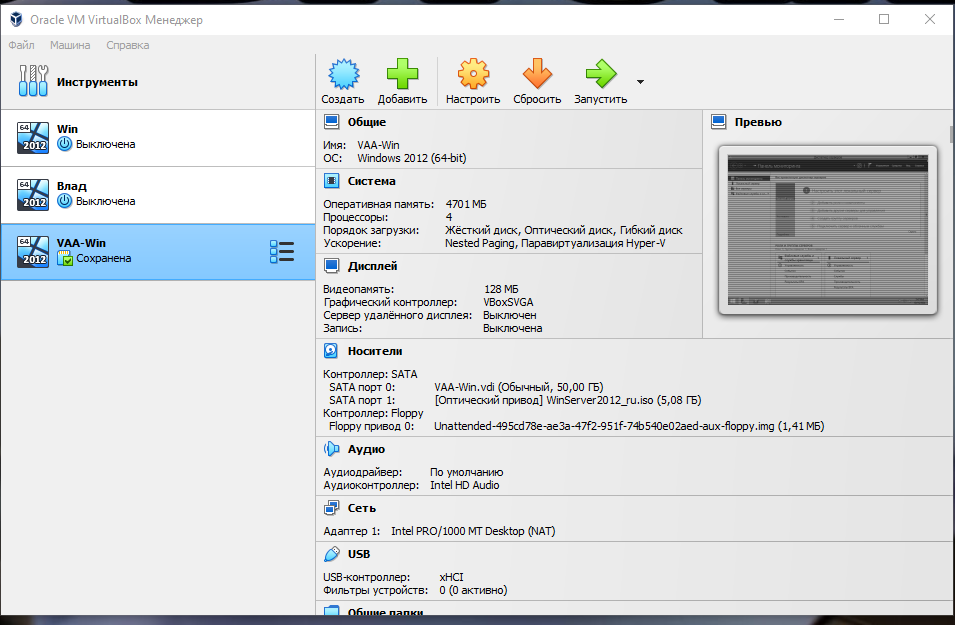 Oracle VM VirtualBox Менеджер
Файл Машина Справка
Инструменты
Создать Добавить Настроить Сбросить Запустить
64
2012
Win
Выключена
64
2012
Влад
Выключена
64
2012
VAA-Win
Сохранена
Общие
Имя: VAA-Win
ОС: Windows 2012 (64-bit)
Превью
Система
Оперативная память: 4701 МБ
Процессоры: 4
Порядок загрузки: Жёсткий диск, Оптический диск, Гибкий диск
Ускорение: Nested Paging, Паравиртуализация Hyper-V
Дисплей
Видеопамять: 128 МБ
Графический контроллер: VBoxSVGA
Сервер удалённого дисплея: Выключен
Запись: Выключена
Носители
Контроллер: SATA
SATA порт 0: VAA-Win.vdi (Обычный, 50,00 ГБ)
SATA порт 1: [Оптический привод] WinServer2012_ru.iso (5,08 ГБ)
Контроллер: Floppy
Floppy привод 0: Unattended-495cd78e-ae3a-47f2-951f-74b540e02aed-aux-floppy.img (1,41 МБ)
Аудио
Аудиодрайвер: По умолчанию
Аудиоконтроллер: Intel HD Audio
Сеть
Адаптер 1: Intel PRO/1000 MT Desktop (NAT)
USB
USB-контроллер: xHCI
Фильтры устройств: 0 (0 активно)
Общие папки